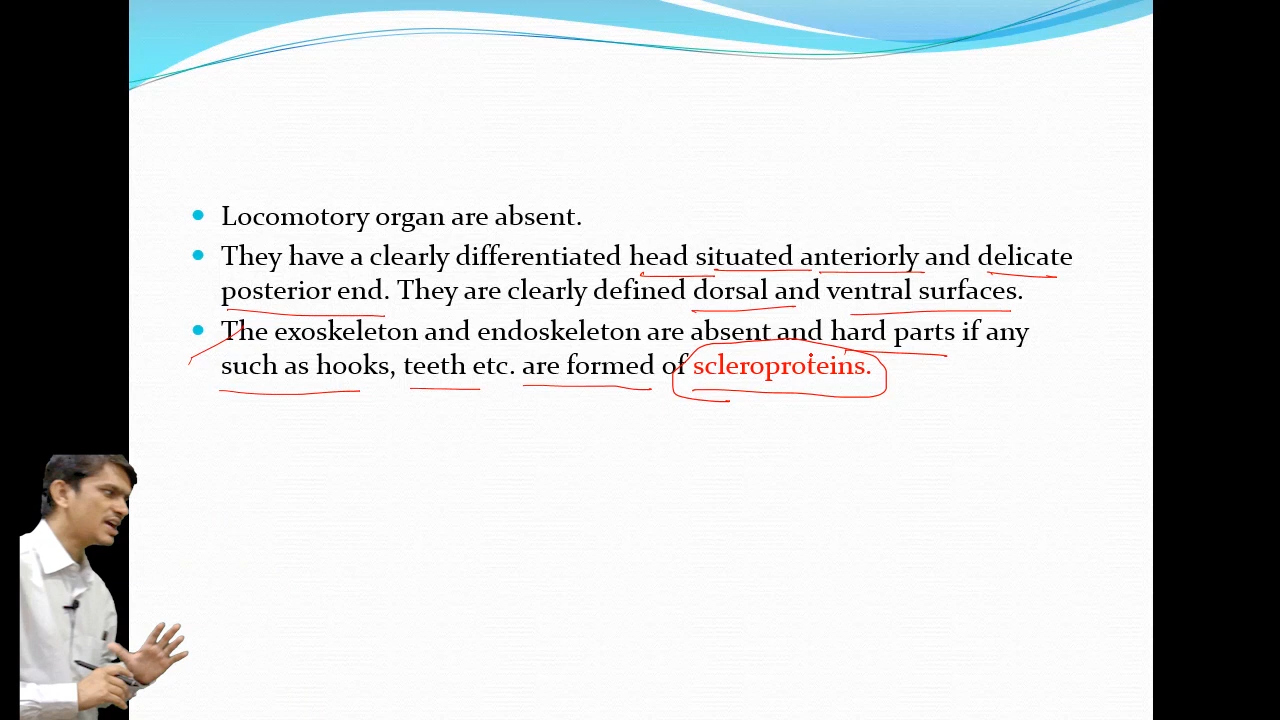 Locomotory organ are absent.
They have a clearly differentiated head situated anteriorly and delicate
posterior end. They are clearly defined dorsal and ventral surfaces.
The exoskeleton and endoskeleton are absent and hard parts if any
such as hooks, teeth etc. are formed of scleroproteins.